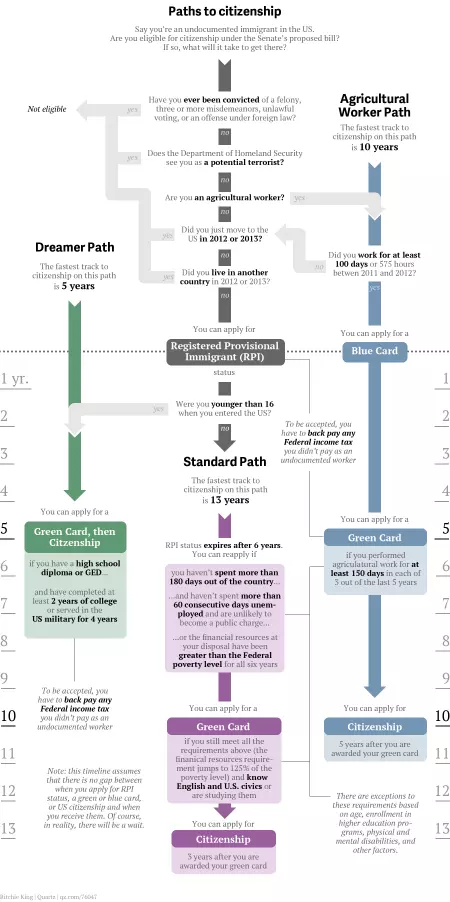 Paths to citizenship
Say you're an undocumented immigrant in the US.
Are you eligible for citizenship under the Senate's proposed bill?
If so, what will it take to get there?
Not eligible
yes
Have you ever been convicted of a felony,
three or more misdemeanors, unlawful
voting, or an offense under foreign law?
no
Agricultural
Worker Path
The fastest track to
citizenship on this path
is 10 years
yes
Does the Department of Homeland Security
see you as a potential terrorist?
no
Are you an agricultural worker?
yes
no
yes
Did you just move to the
US in 2012 or 2013?
Did you work for at least
100 days or 575 hours
betwen 2011 and 2012?
no
yes
Dreamer Path
The fastest track to
citizenship on this path
is 5 years
yes
Did you live in another
country in 2012 or 2013?
no
You can apply for
Registered Provisional
Immigrant (RPI)
status
You can apply for a
Blue Card
1 yr.
2
3
4
5
6
7
8
9
10
11
12
13
1
2
3
4
5
6
7
8
9
10
11
12
13
yes
Were you younger than 16
when you entered the US?
no
To be accepted, you
have to back pay any
Federal income tax
you didn't pay as an
undocumented worker
Standard Path
The fastest track to
citizenship on this path
is 13 years
You can apply for a
Green Card, then
Citzenship
if you have a high school
diploma or GED...
and have completed at
least 2 years of college
or served in the
US military for 4 years
RPI status expires after 6 years.
You can reapply if
you haven't spent more than
180 days out of the country...
...and haven't spent more than
60 consecutive days unem-
ployed and are unlikely to
become a public charge...
...or the financial resources at
your disposal have been
greater than the Federal
poverty level for all six years
You can apply for a
Green Card
if you performed
agriculatural work for at
least 150 days in each of
3 out of the last 5 years
To be accepted, you
have to back pay any
Federal income tax
you didn't pay as an
undocumented worker
You can apply for a
Green Card
if you still meet all the
requirements above (the
finanical resources require-
ment jumps to 125% of the
poverty level) and know
English and U.S. civics or
are studying them
You can apply for
Citizenship
5 years after you are
awarded your green card
Note: this timeline assumes
that there is no gap between
when you apply for RPI
status, a green or blue card,
or US citizenship and when
you receive them. Of course,
in reality, there will be a wait.
There are exceptions to
these requirements based
on age, enrollment in
higher education pro-
grams, physical and
mental disabilities, and
other factors.
You can apply for
Citizenship
3 years after you are
awarded your green card
Ritchie King | Quartz | qz.com/76047